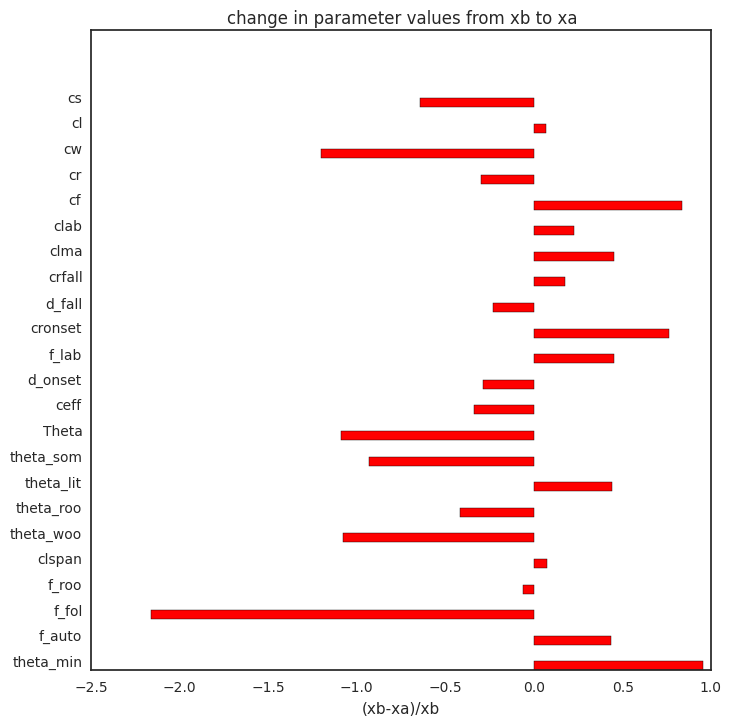 change in parameter values from xb to xa
cs
cl
cw
cr
cf
clab
clma
crfall
d_fall
cronset
f_lab
d_onset
ceff
Theta
theta_som
theta_lit
theta_roo
theta_woo
clspan
f_roo
f_fol
f_auto
theta_min
−2.5 −2.0 −1.5 −1.0 −0.5 0.0 0.5 1.0
(xb-xa)/xb